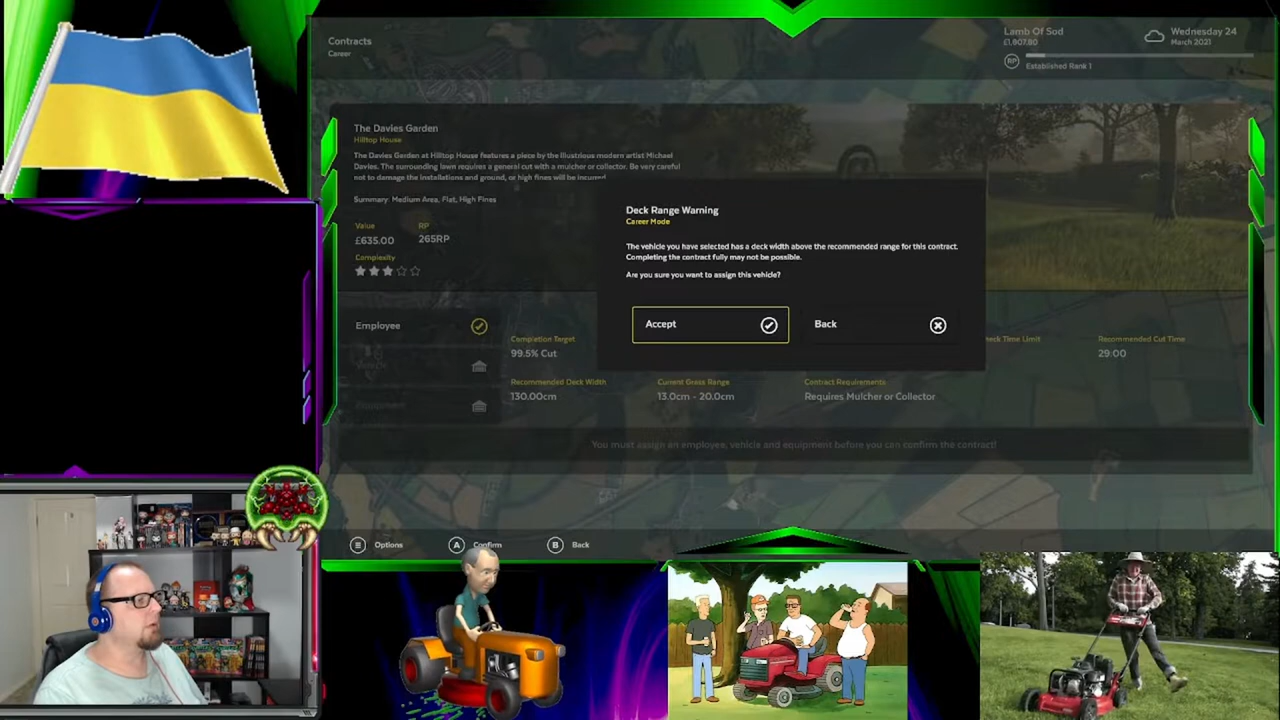 Contracts
Career
Lamb Of Sod
£1,907.80
Wednesday 24
March 2021
RP
Established Rank 1
The Davies Garden
Hilltop House
The Davies Garden at Hilltop House features a piece by the illustrious modern artist Michael
Davies. The surrounding lawn requires a general cut with a mulcher or collector. Be very careful
not to damage the installations and ground, or high fines will be incurred.
Summary: Medium Area, Flat, High Fines
Value
£635.00
RP
265RP
Complexity
Deck Range Warning
Career Mode
The vehicle you have selected has a deck width above the recommended range for this contract.
Completing the contract fully may not be possible.
Are you sure you want to assign this vehicle?
Accept
Back
Employee
Completion Target
99.5% Cut
Time Limit
Recommended Cut Time
29:00
Recommended Deck Width
130.00cm
Current Grass Range
13.0cm - 20.0cm
Contract Requirements
Requires Mulcher or Collector
You must assign an employee, vehicle and equipment before you can confirm the contract!
Options
A
Confirm
B
Back